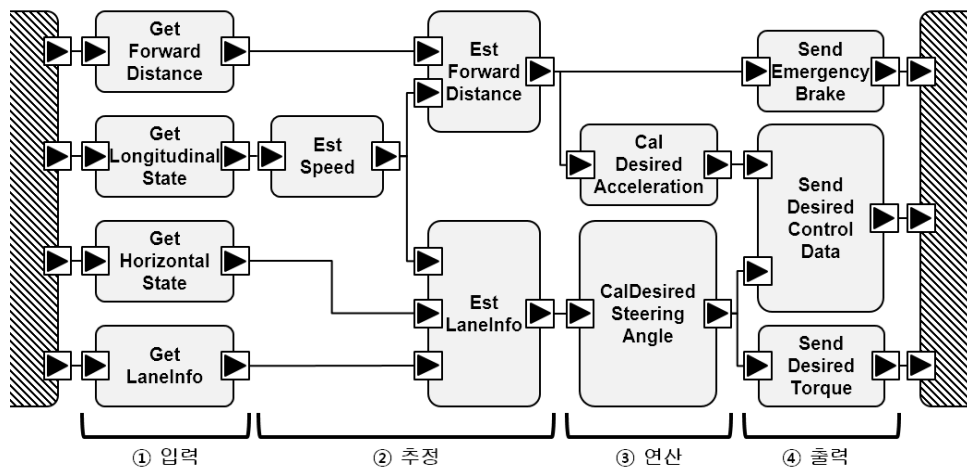 Get
Forward
Distance
Get
Longitudinal
State
Get
Horizontal
State
Get
LaneInfo
Est
Speed
Est
Forward
Distance
Est
LaneInfo
Cal
Desired
Acceleration
CalDesired
Steering
Angle
Send
Emergency
Brake
Send
Desired
Control
Data
Send
Desired
Torque
① 입력
② 추정
③ 연산
④ 출력